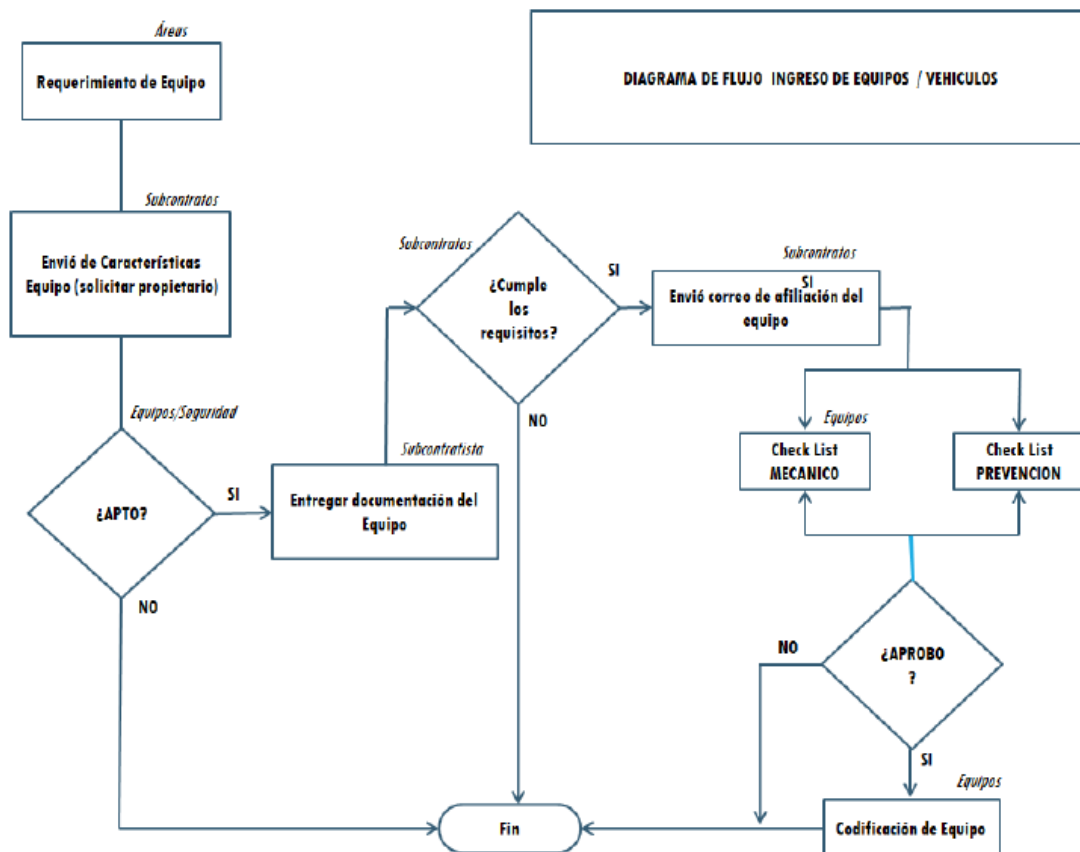 Áreas
Requerimiento de Equipo
DIAGRAMA DE FLUJO INGRESO DE EQUIPOS / VEHICULOS
Subcontratos
Envió de Características
Equipo (solicitar propietario)
Equipos/Seguridad
¿APTO?
SI
NO
Subcontratista
Entregar documentación del
Equipo
Subcontratos
¿Cumple
los
requisitos?
SI
NO
Subcontratos
SI
Envió correo de afiliación del
equipo
Equipos
Check List
MECANICO
Check List
PREVENCION
¿APROBO
?
NO
SI
Equipos
Codificación de Equipo
Fin